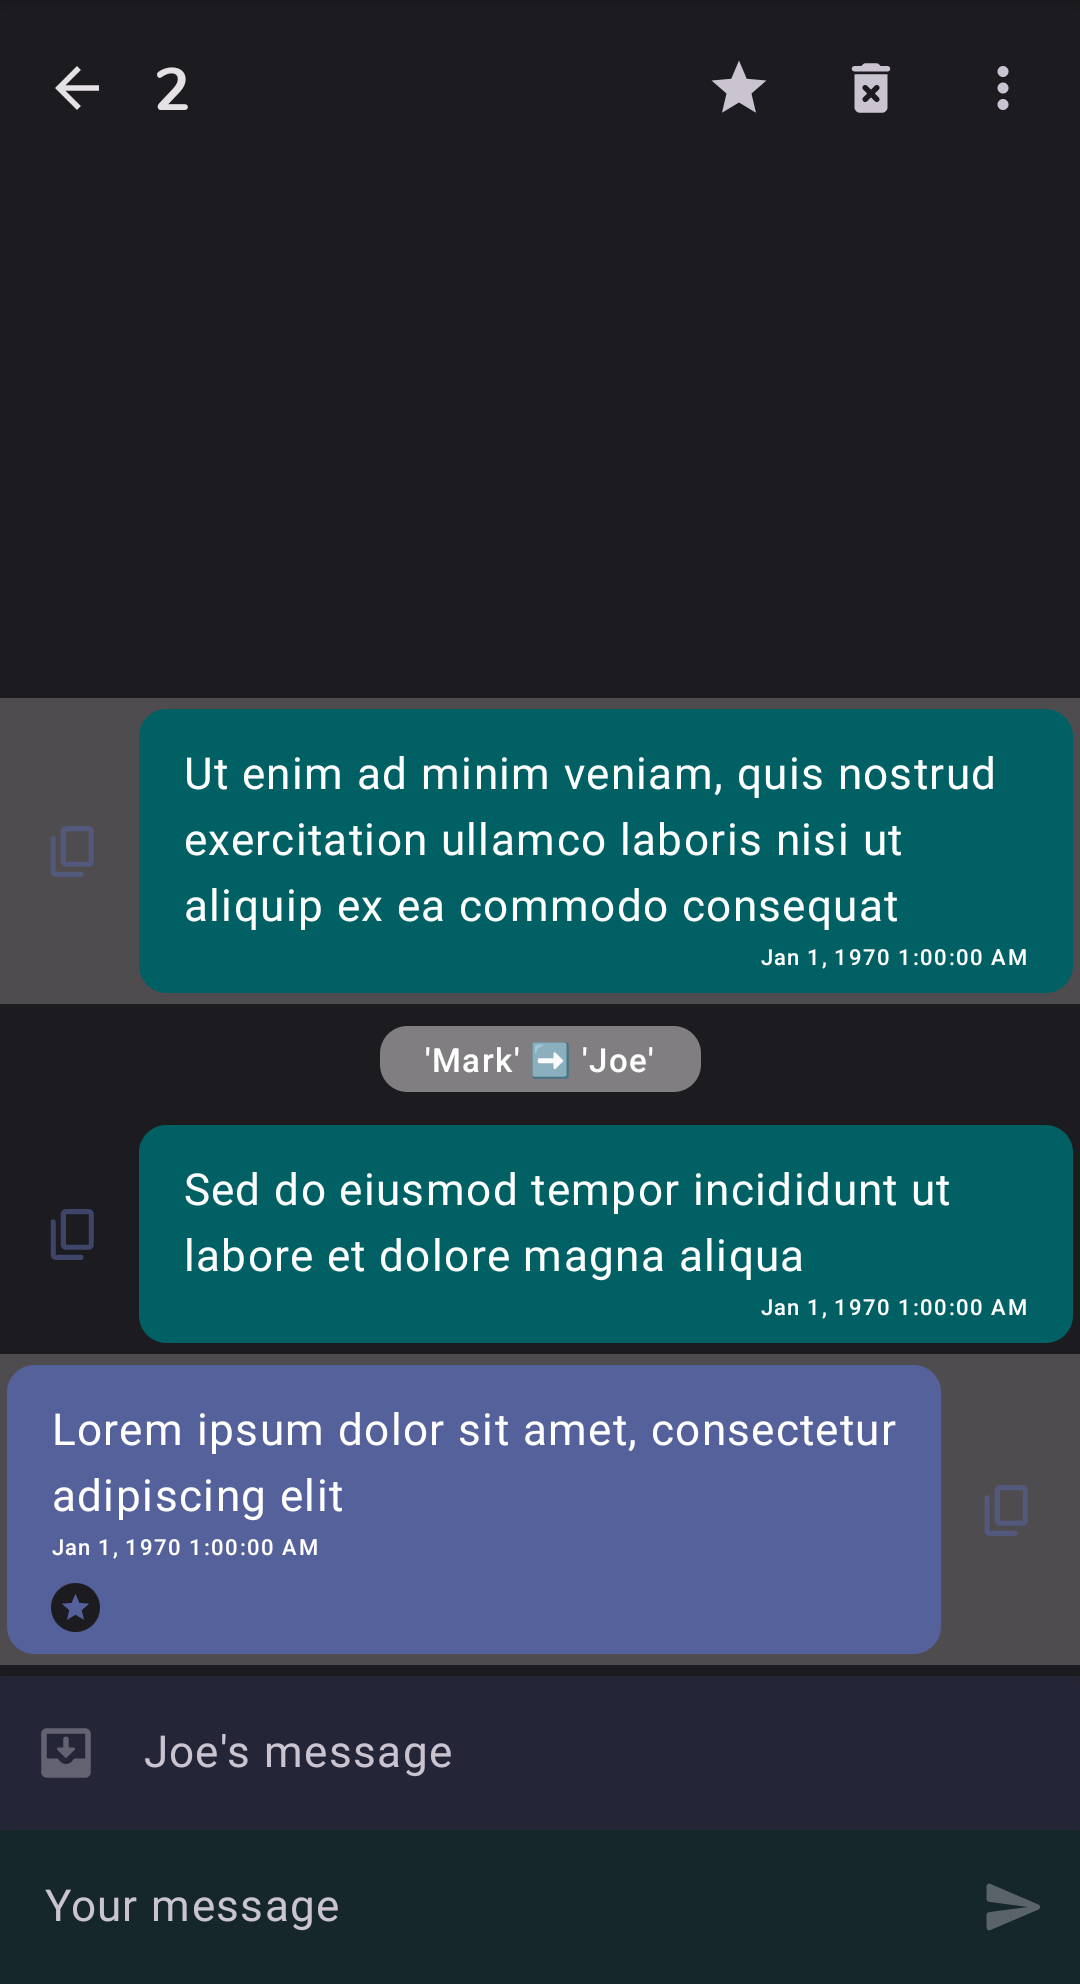 2
Ut enim ad minim veniam, quis nostrud
exercitation ullamco laboris nisi ut
aliquip ex ea commodo consequat
Jan 1, 1970 1:00:00 AM
'Mark' ➡️ 'Joe'
Sed do eiusmod tempor incididunt ut
labore et dolore magna aliqua
Jan 1, 1970 1:00:00 AM
Lorem ipsum dolor sit amet, consectetur
adipiscing elit
Jan 1, 1970 1:00:00 AM
Joe's message
Your message